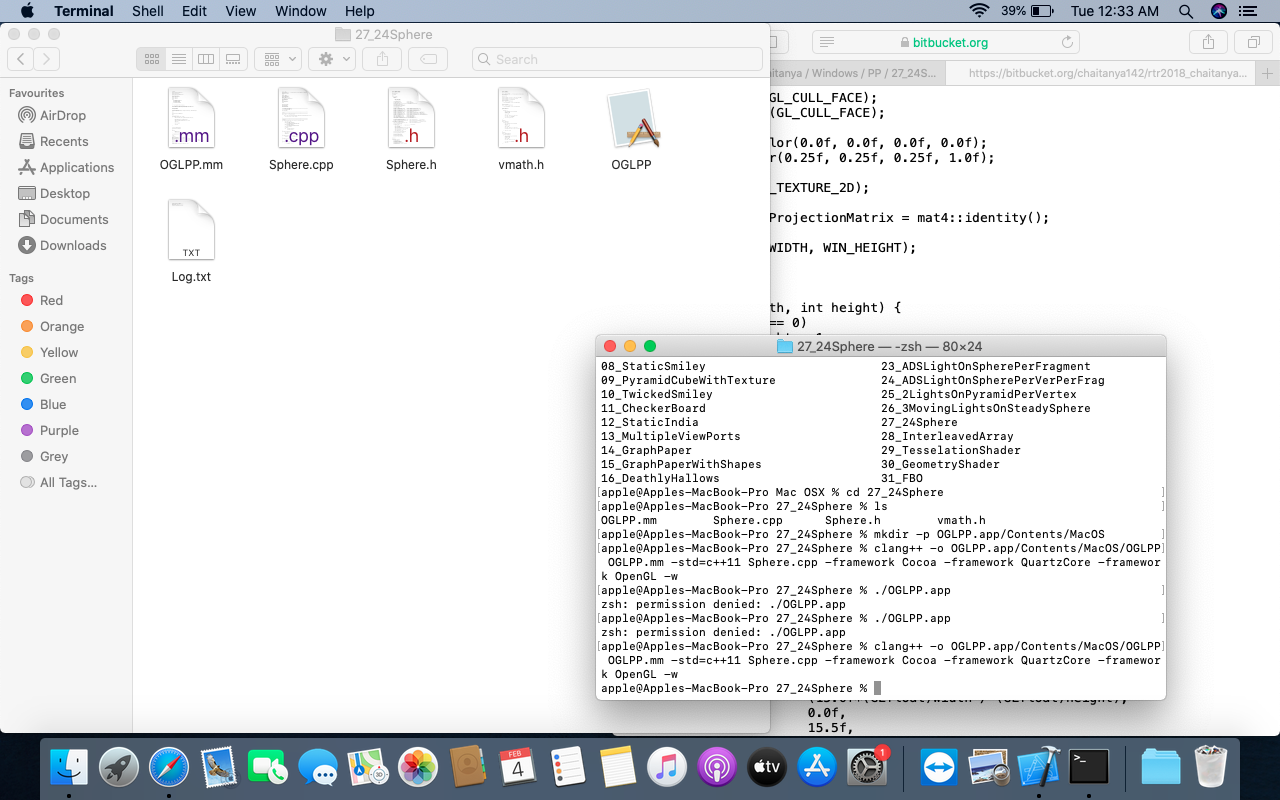 Terminal Shell Edit View Window Help 39% Tue 12:33 AM
27_24Sphere
Search
Favourites
AirDrop
Recents
Applications
Desktop
Documents
Downloads
Tags
Red
Orange
Yellow
Green
Blue
Purple
Grey
All Tags...
.mm
.cpp
.h
.h
OGLPP.mm
Sphere.cpp
Sphere.h
vmath.h
OGLPP
TXT
Log.txt
bitbucket.org
aitanya / Windows / PP / 27_24S...
https://bitbucket.org/chaitanya142/rtr2018_chaitanya...
GL_CULL_FACE);
(GL_CULL_FACE);
lor(0.0f, 0.0f, 0.0f, 0.0f);
r(0.25f, 0.25f, 0.25f, 1.0f);
_TEXTURE_2D);
ProjectionMatrix = mat4::identity();
WIDTH, WIN_HEIGHT);
th, int height) {
== 0)
27_24Sphere — -zsh — 80×24
08_StaticSmiley 23_ADSLightOnSpherePerFragment
09_PyramidCubeWithTexture 24_ADSLightOnSpherePerVerPerFrag
10_TwickedSmiley 25_2LightsOnPyramidPerVertex
11_CheckerBoard 26_3MovingLightsOnSteadySphere
12_StaticIndia 27_24Sphere
13_MultipleViewPorts 28_InterleavedArray
14_GraphPaper 29_TesselationShader
15_GraphPaperWithShapes 30_GeometryShader
16_DeathlyHallows 31_FBO
[apple@Apples-MacBook-Pro Mac OSX % cd 27_24Sphere ]
[apple@Apples-MacBook-Pro 27_24Sphere % ls ]
OGLPP.mm Sphere.cpp Sphere.h vmath.h
[apple@Apples-MacBook-Pro 27_24Sphere % mkdir -p OGLPP.app/Contents/MacOS ]
[apple@Apples-MacBook-Pro 27_24Sphere % clang++ -o OGLPP.app/Contents/MacOS/OGLPP]
OGLPP.mm -std=c++11 Sphere.cpp -framework Cocoa -framework QuartzCore -framewor
k OpenGL -w
[apple@Apples-MacBook-Pro 27_24Sphere % ./OGLPP.app ]
zsh: permission denied: ./OGLPP.app
[apple@Apples-MacBook-Pro 27_24Sphere % ./OGLPP.app ]
zsh: permission denied: ./OGLPP.app
[apple@Apples-MacBook-Pro 27_24Sphere % clang++ -o OGLPP.app/Contents/MacOS/OGLPP]
OGLPP.mm -std=c++11 Sphere.cpp -framework Cocoa -framework QuartzCore -framewor
k OpenGL -w
apple@Apples-MacBook-Pro 27_24Sphere %
0.0f,
15.5f,
FEB
4
1
tv
>_